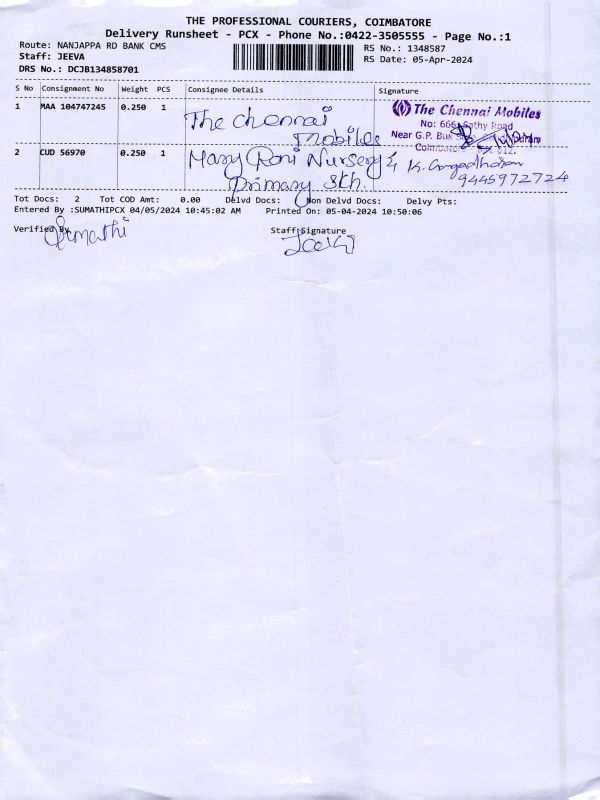 THE PROFESSIONAL COURIERS, COIMBATORE
Delivery Runsheet - PCX - Phone No.:0422-3505555 - Page No.:1
Route: NANJAPPA RD BANK CMS
Staff: JEEVA
DRS No.: DCJB134858701
RS No.: 1348587
RS Date: 05-Apr-2024
S No Consignment No Weight PCS Consignee Details Signature
1 MAA 104747245 0.250 1 The Chennai Mobiles
The Chennai Mobiles
No: 666, Sathy Road
Near G.P. Bus
2 CUD 56970 0.250 1 Mary Rani Nursery &
Primary Sch.
9445972724
Tot Docs: 2 Tot COD Amt: 0.00 Delvd Docs: Non Delvd Docs: Delvy Pts:
Entered By :SUMATHIPCX 04/05/2024 10:45:02 AM Printed On: 05-04-2024 10:50:06
Verified By Staff Signature
Sumathi